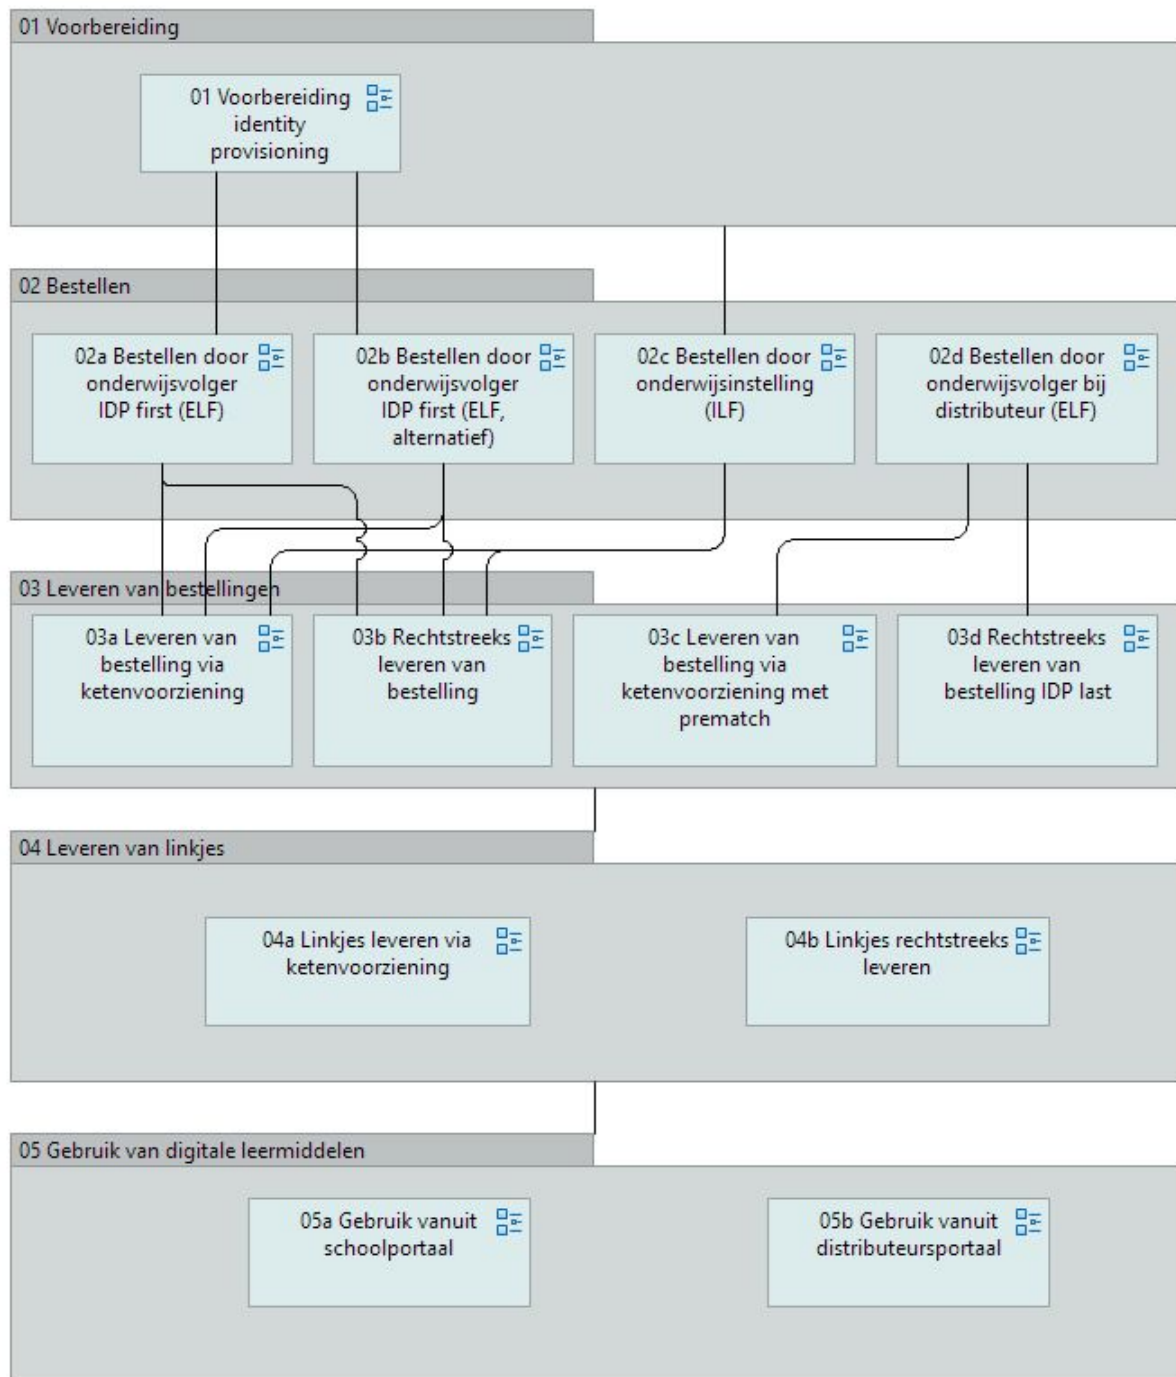 01 Voorbereiding
01 Voorbereiding
identity
provisioning
02 Bestellen
02a Bestellen door
onderwijsvolger
IDP first (ELF)
02b Bestellen door
onderwijsvolger
IDP first (ELF,
alternatief)
02c Bestellen door
onderwijsinstelling
(ILF)
02d Bestellen door
onderwijsvolger bij
distributeur (ELF)
03 Leveren van bestellingen
03a Leveren van
bestelling via
ketenvoorziening
03b Rechtstreeks
leveren van
bestelling
03c Leveren van
bestelling via
ketenvoorziening met
prematch
03d Rechtstreeks
leveren van
bestelling IDP last
04 Leveren van linkjes
04a Linkjes leveren via
ketenvoorziening
04b Linkjes rechtstreeks
leveren
05 Gebruik van digitale leermiddelen
05a Gebruik vanuit
schoolportaal
05b Gebruik vanuit
distributeursportaal